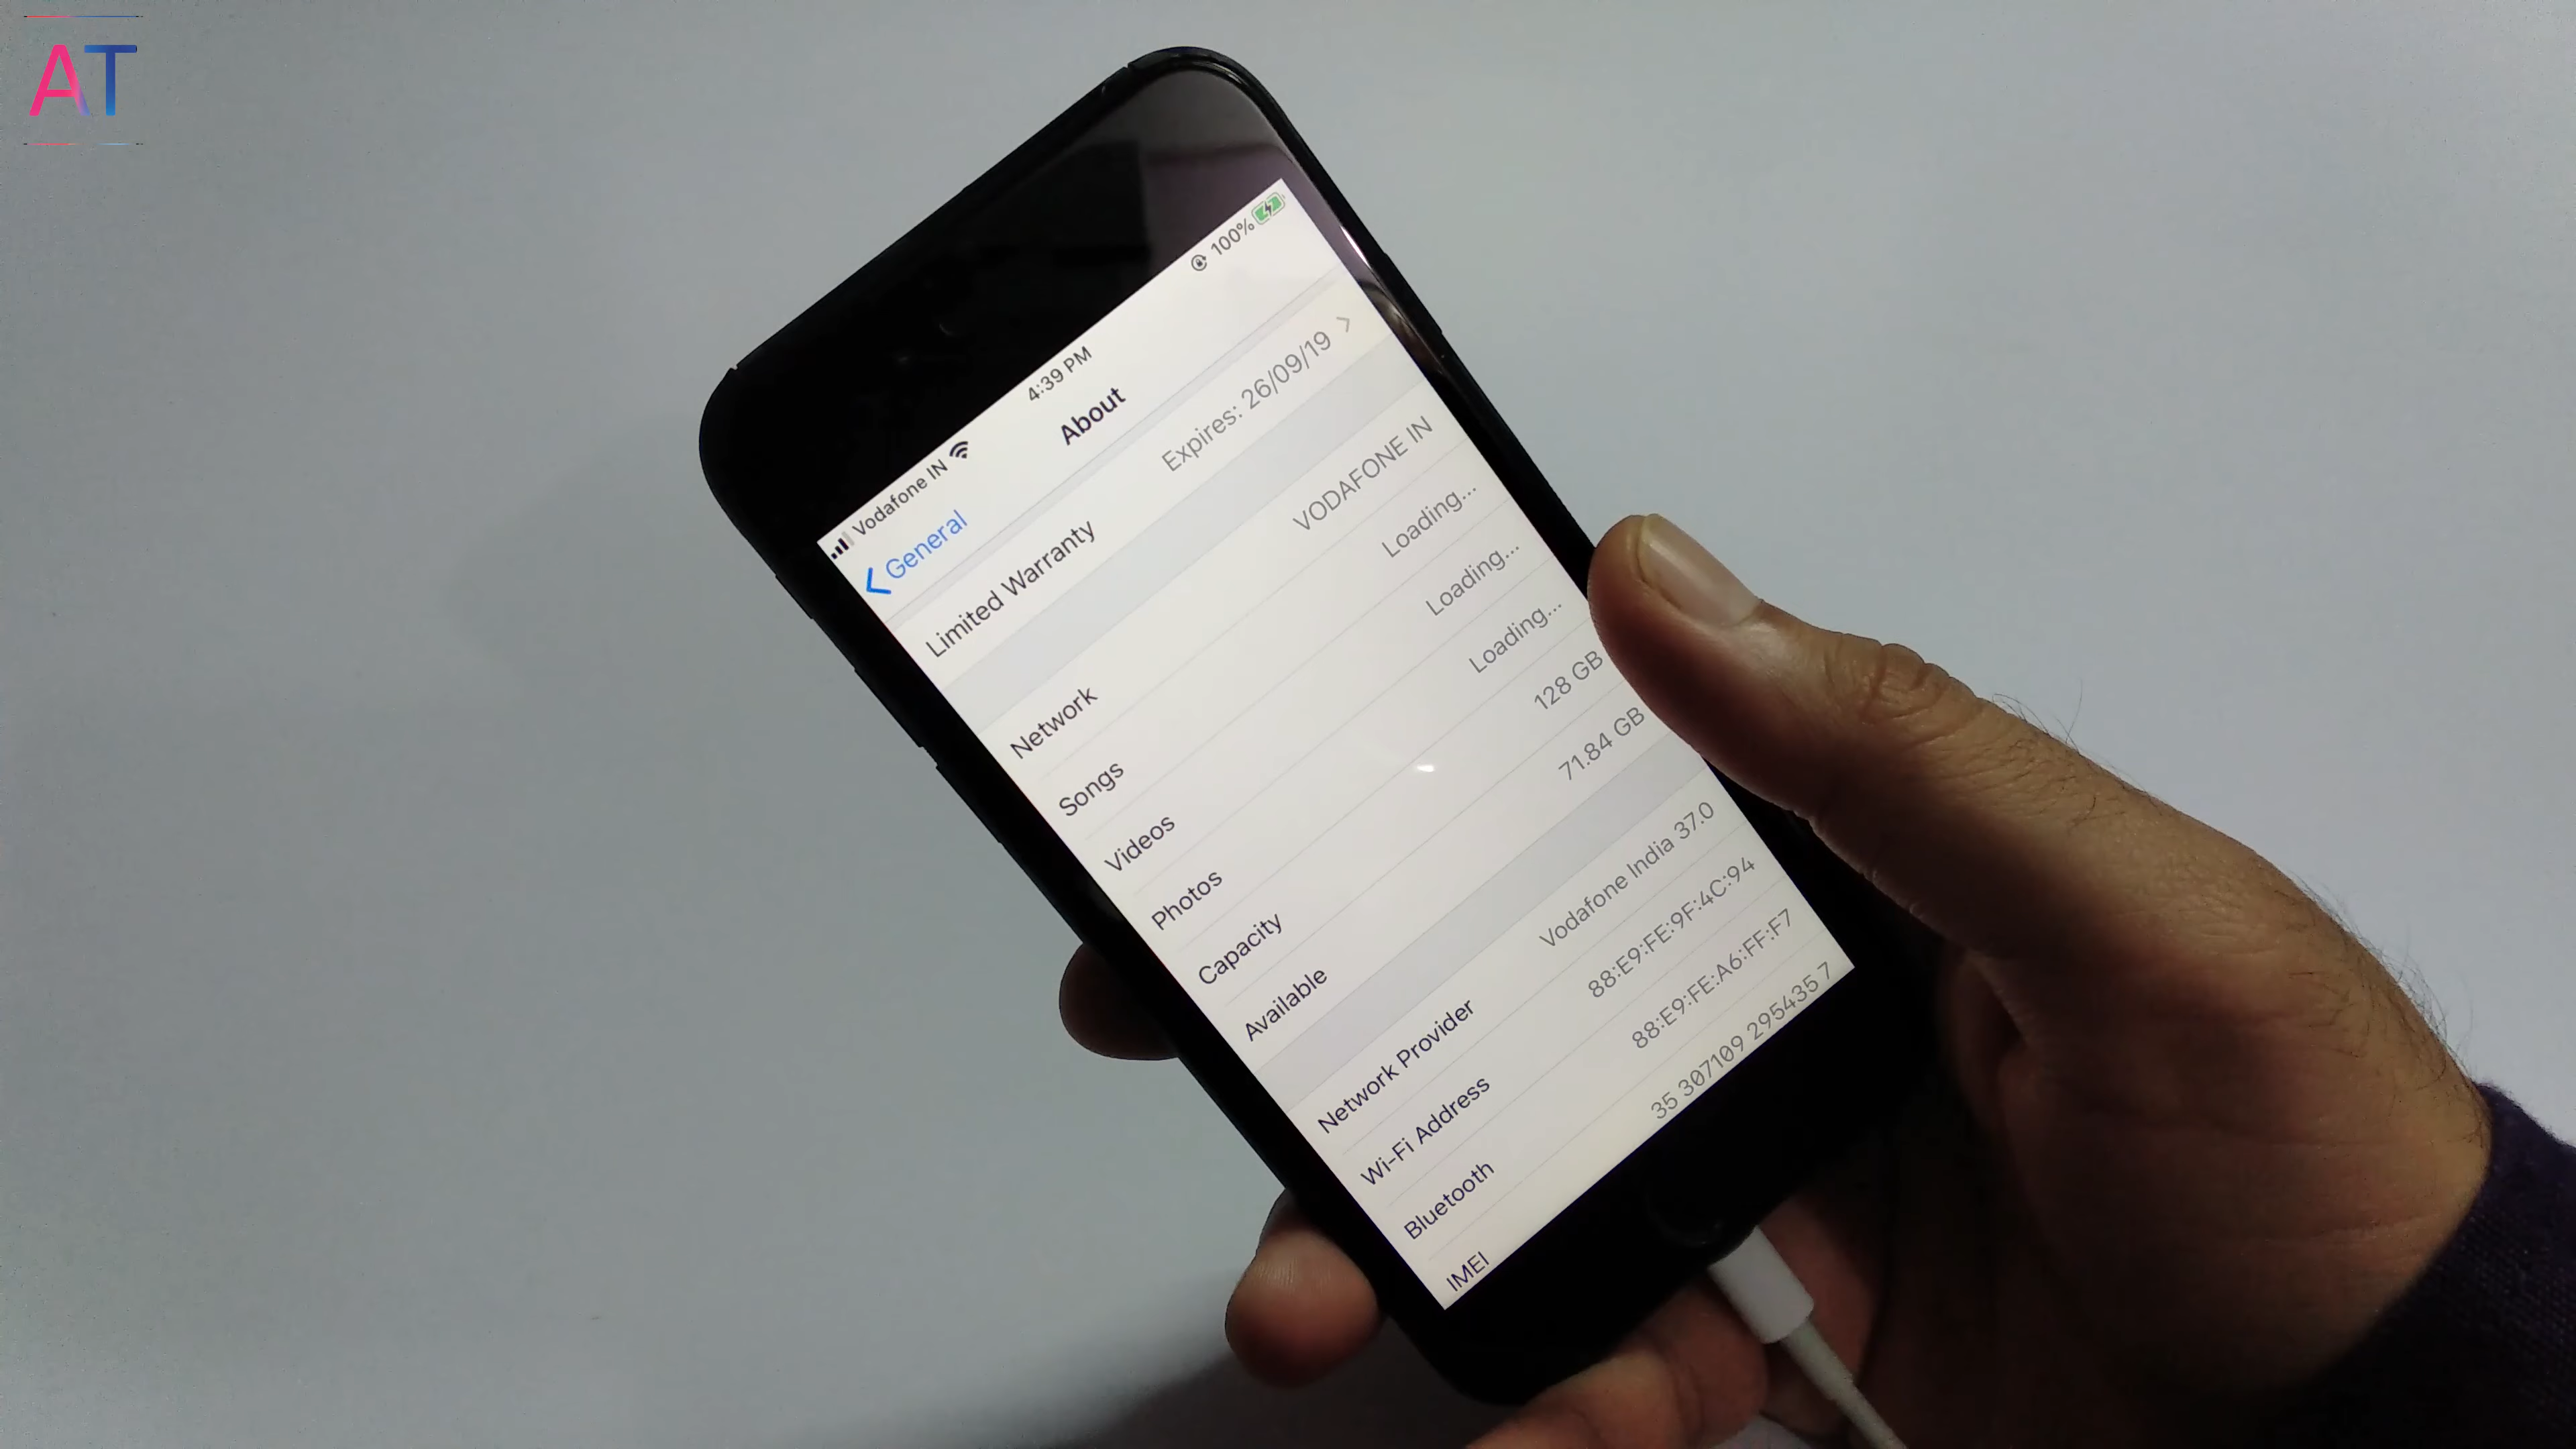 AT
Vodafone IN 4:39 PM 100%
General About
Limited Warranty Expires: 26/09/19
Network VODAFONE IN
Songs Loading...
Videos Loading...
Photos Loading...
Capacity 128 GB
Available 71.84 GB
Network Provider Vodafone India 37.0
Wi-Fi Address 88:E9:FE:9F:4C:94
Bluetooth 88:E9:FE:A6:FF:F7
IMEI 35 307109 295435 7